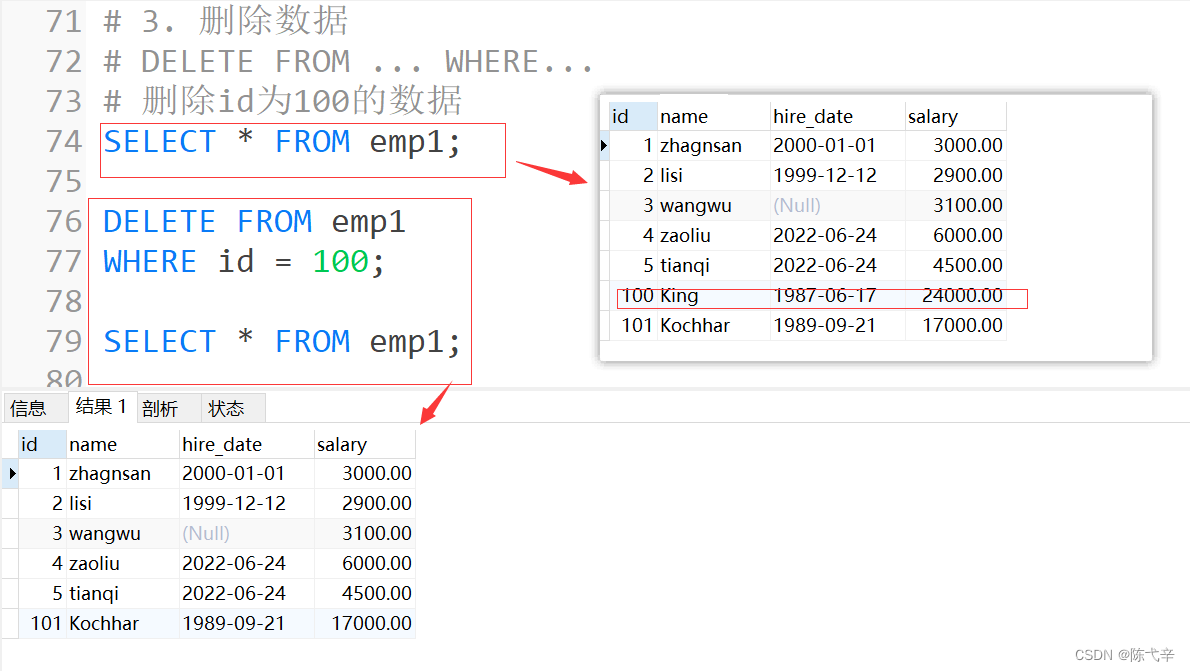 71 # 3. 删除数据
72 # DELETE FROM ... WHERE...
73 # 删除id为100的数据
74 SELECT * FROM emp1;
75
76 DELETE FROM emp1
77 WHERE id = 100;
78
79 SELECT * FROM emp1;
80
id name hire_date salary
1 zhagnsan 2000-01-01 3000.00
2 lisi 1999-12-12 2900.00
3 wangwu (Null) 3100.00
4 zaoliu 2022-06-24 6000.00
5 tianqi 2022-06-24 4500.00
100 King 1987-06-17 24000.00
101 Kochhar 1989-09-21 17000.00
信息 结果 1 剖析 状态
id name hire_date salary
1 zhagnsan 2000-01-01 3000.00
2 lisi 1999-12-12 2900.00
3 wangwu (Null) 3100.00
4 zaoliu 2022-06-24 6000.00
5 tianqi 2022-06-24 4500.00
101 Kochhar 1989-09-21 17000.00
CSDN @陈弋辛